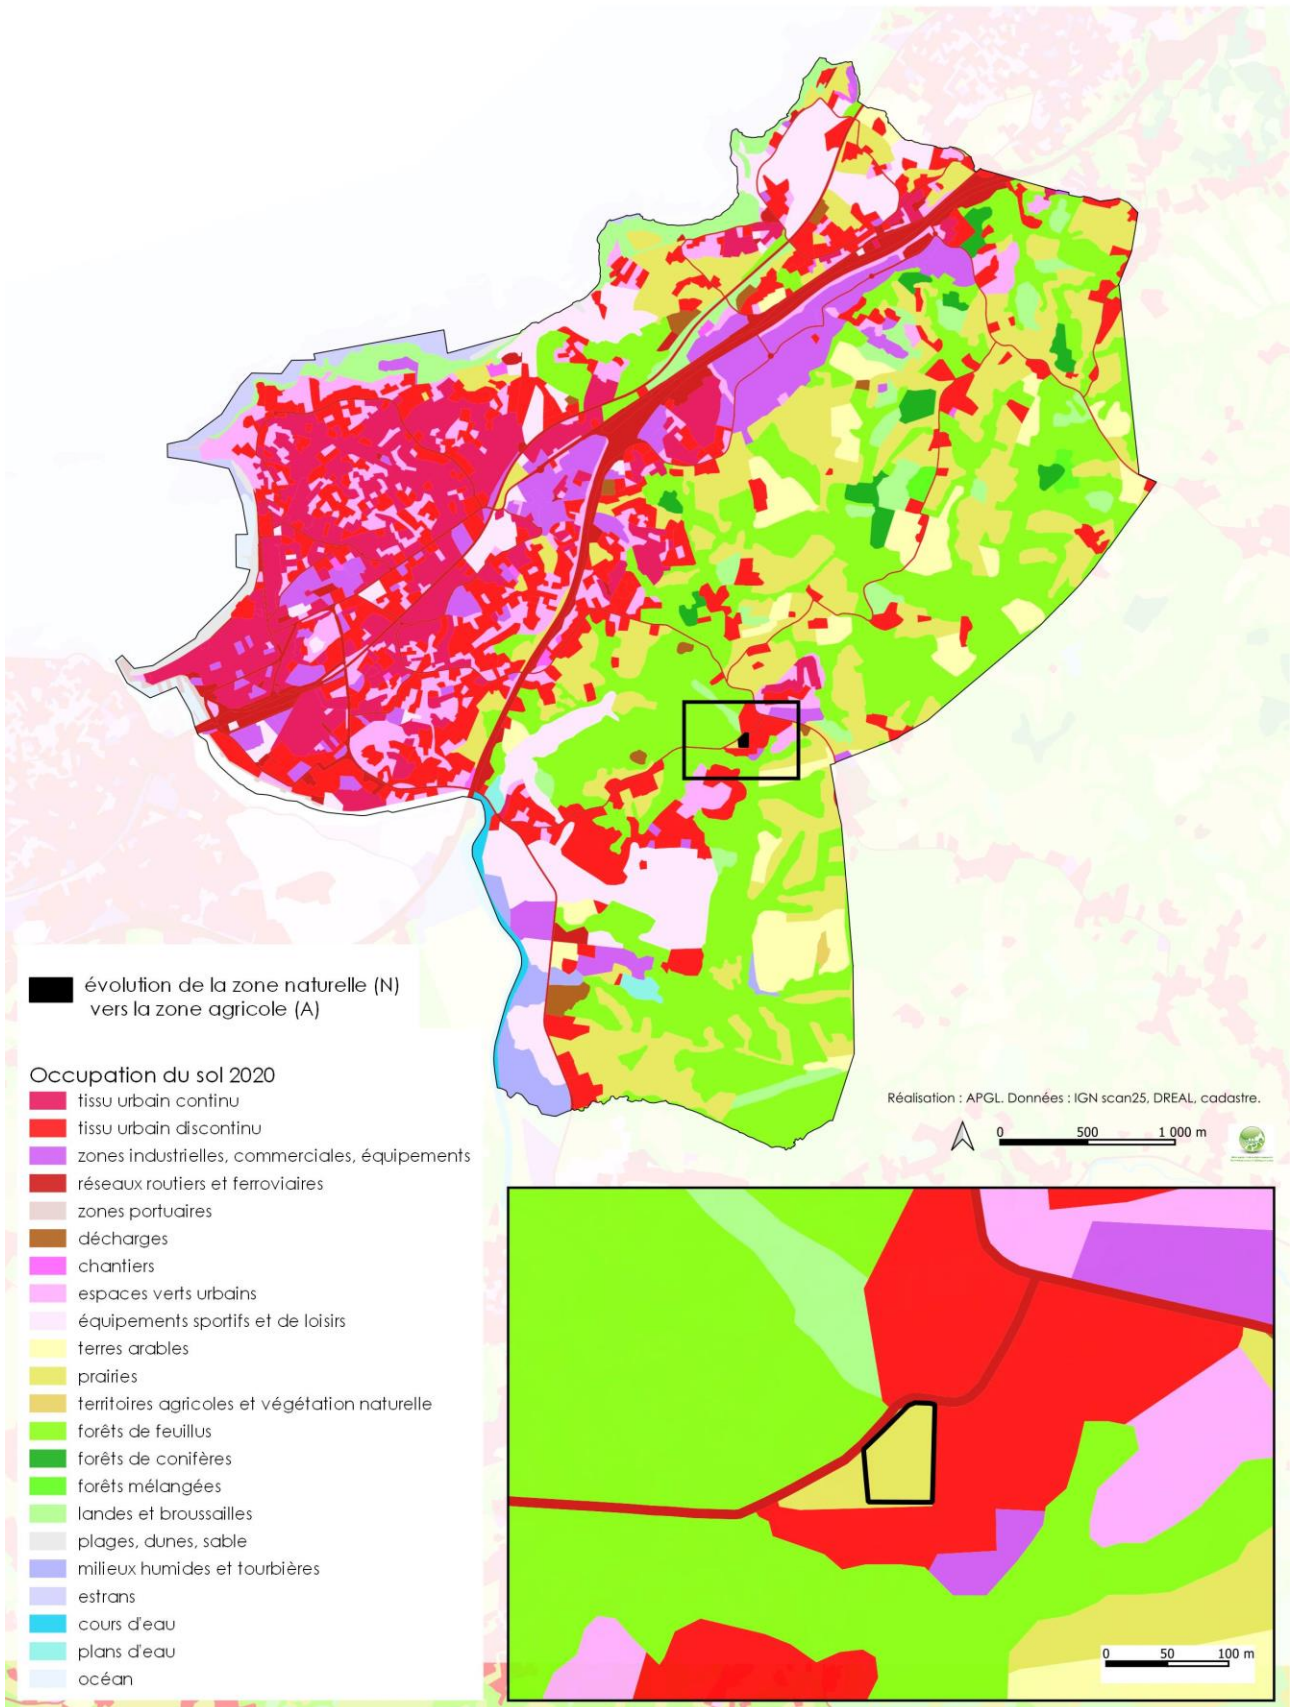 évolution de la zone naturelle (N)
vers la zone agricole (A)
Occupation du sol 2020
tissu urbain continu
tissu urbain discontinu
zones industrielles, commerciales, équipements
réseaux routiers et ferroviaires
zones portuaires
décharges
chantiers
espaces verts urbains
équipements sportifs et de loisirs
terres arables
prairies
territoires agricoles et végétation naturelle
forêts de feuillus
forêts de conifères
forêts mélangées
landes et broussailles
plages, dunes, sable
milieux humides et tourbières
estrans
cours d'eau
plans d'eau
océan
Réalisation : APGL. Données : IGN scan25, DREAL, cadastre.
0 500 1 000 m
0 50 100 m